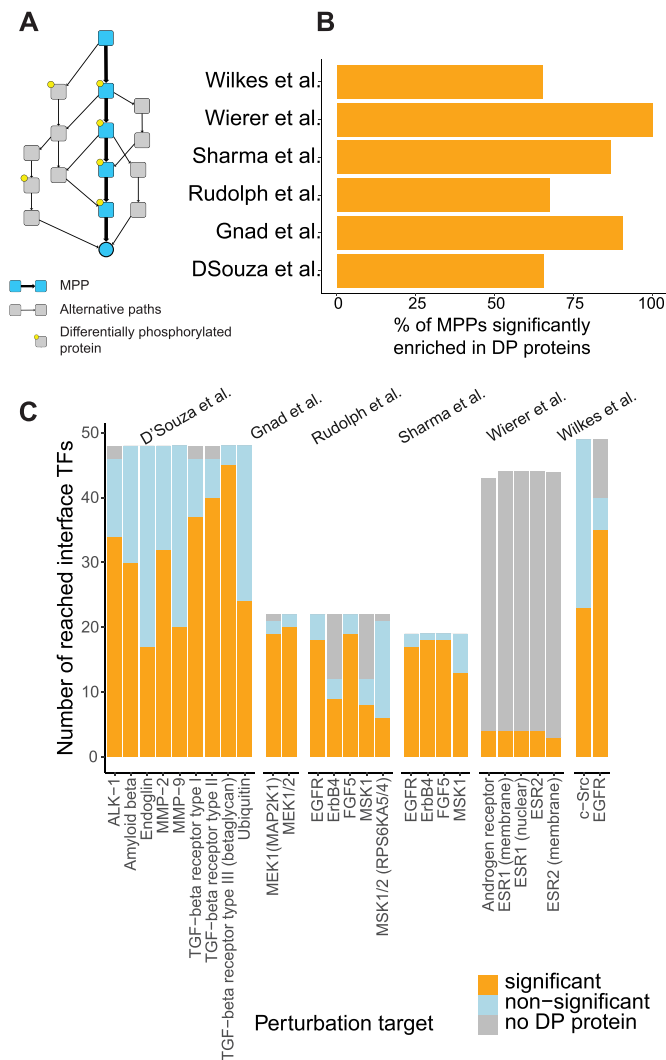 A
MPP
Alternative paths
Differentially phosphorylated
protein
B
Wilkes et al.
Wierer et al.
Sharma et al.
Rudolph et al.
Gnad et al.
DSouza et al.
0
25
50
75
100
% of MPPs significantly
enriched in DP proteins
C
D'Souza et al.
Gnad et al.
Rudolph et al.
Sharma et al.
Wierer et al.
Wilkes et al.
Number of reached interface TFs
50
40
30
20
10
0
ALK-1
Amyloid beta
Endoglin
MMP-2
MMP-9
TGF-beta receptor type I
TGF-beta receptor type II
TGF-beta receptor type III (betaglycan)
Ubiquitin
MEK1(MAP2K1)
MEK1/2
EGFR
ErbB4
FGF5
MSK1
MSK1/2 (RPS6KA5/4)
EGFR
ErbB4
FGF5
MSK1
Androgen receptor
ESR1 (membrane)
ESR1 (nuclear)
ESR2
ESR2 (membrane)
c-Src
EGFR
Perturbation target
significant
non-significant
no DP protein